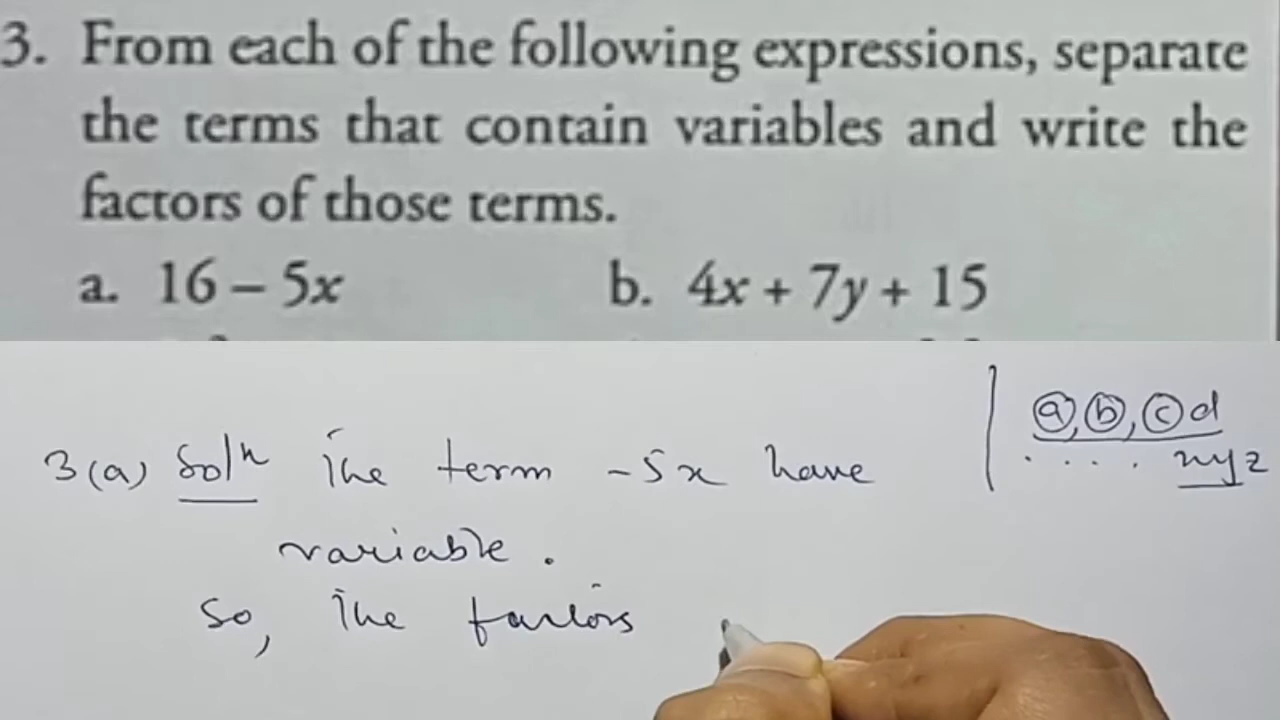 3. From each of the following expressions, separate
the terms that contain variables and write the
factors of those terms.
a. 16 – 5x b. 4x + 7y + 15
3(a) Solⁿ The term -5x have
variable.
So, The factors
a, b, c d
. . . . xyz